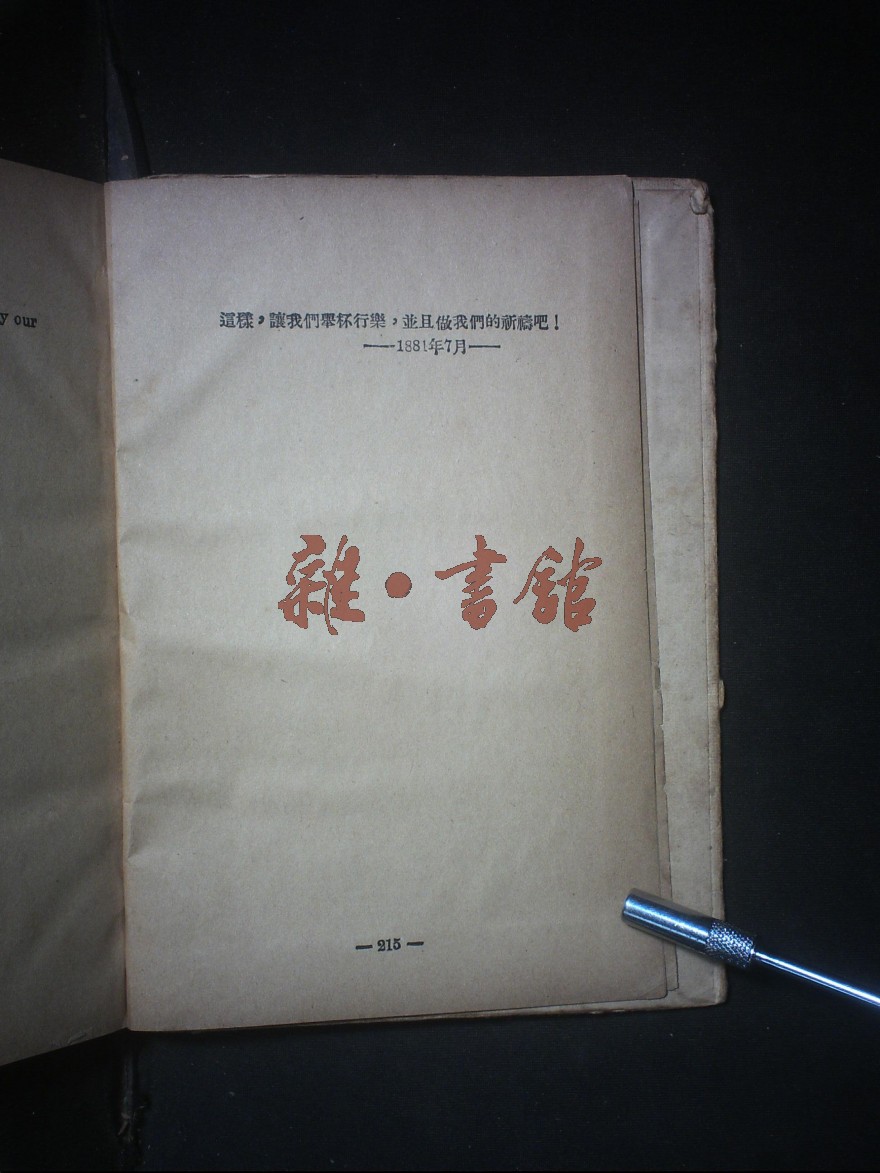 y our
這樣，讓我們舉杯行樂，並且做我們的祈禱吧！
——1881年7月——
雜·書館
— 215 —